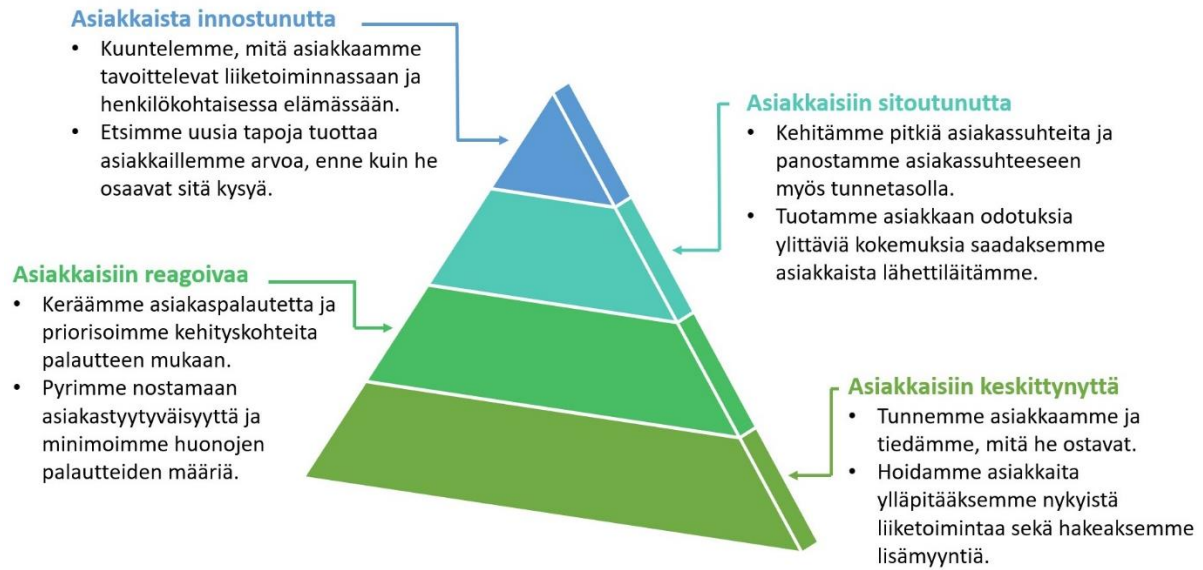 Asiakkaista innostunutta
• Kuuntelemme, mitä asiakkaamme
tavoittelevat liiketoiminnassaan ja
henkilökohtaisessa elämässään.
• Etsimme uusia tapoja tuottaa
asiakkaillemme arvoa, enne kuin he
osaavat sitä kysyä.
Asiakkaisiin sitoutunutta
• Kehitämme pitkiä asiakassuhteita ja
panostamme asiakassuhteeseen
myös tunnetasolla.
• Tuotamme asiakkaan odotuksia
ylittäviä kokemuksia saadaksemme
asiakkaista lähettiläitämme.
Asiakkaisiin reagoivaa
• Keräämme asiakaspalautetta ja
priorisoimme kehityskohteita
palautteen mukaan.
• Pyrimme nostamaan
asiakastyytyväisyyttä ja
minimoimme huonojen
palautteiden määriä.
Asiakkaisiin keskittynyttä
• Tunnemme asiakkaamme ja
tiedämme, mitä he ostavat.
• Hoidamme asiakkaita
ylläpitääksemme nykyistä
liiketoimintaa sekä hakeaksemme
lisämyyntiä.